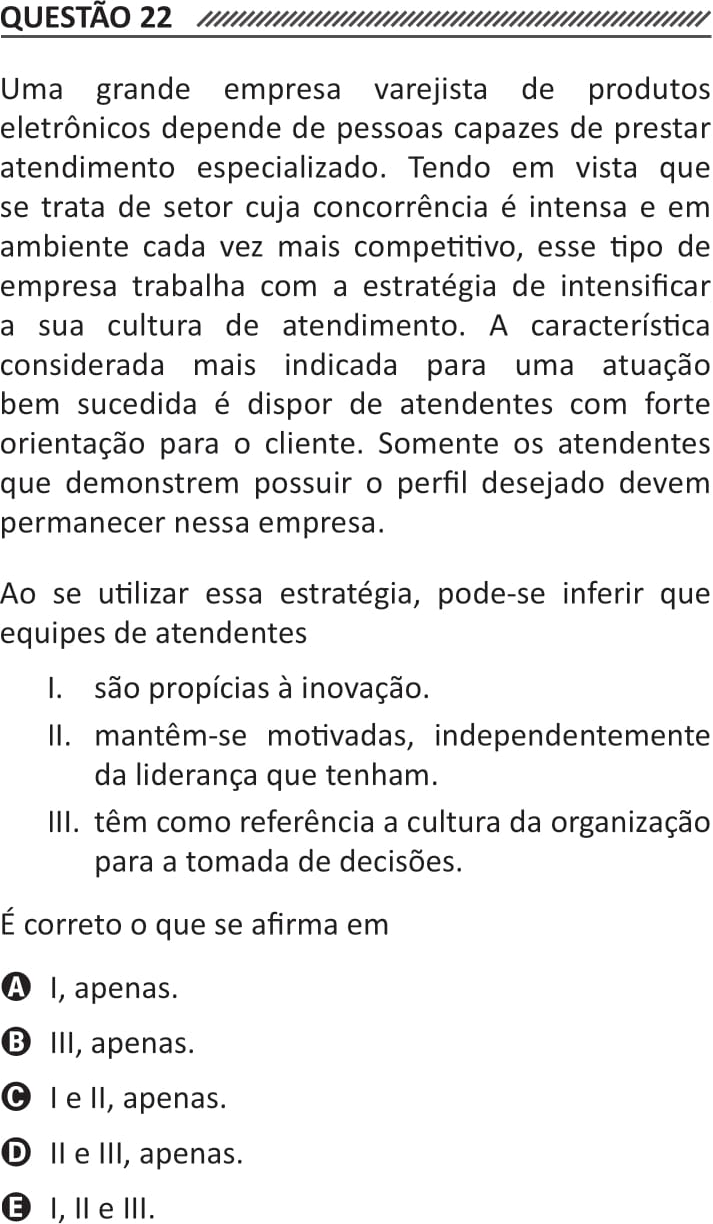 QUESTÃO 22
Uma grande empresa varejista de produtos
eletrônicos depende de pessoas capazes de prestar
atendimento especializado. Tendo em vista que
se trata de setor cuja concorrência é intensa e em
ambiente cada vez mais competitivo, esse tipo de
empresa trabalha com a estratégia de intensificar
a sua cultura de atendimento. A característica
considerada mais indicada para uma atuação
bem sucedida é dispor de atendentes com forte
orientação para o cliente. Somente os atendentes
que demonstrem possuir o perfil desejado devem
permanecer nessa empresa.
Ao se utilizar essa estratégia, pode-se inferir que
equipes de atendentes
I. são propícias à inovação.
II. mantêm-se motivadas, independentemente
da liderança que tenham.
III. têm como referência a cultura da organização
para a tomada de decisões.
É correto o que se afirma em
A I, apenas.
B III, apenas.
C I e II, apenas.
D II e III, apenas.
E I, II e III.